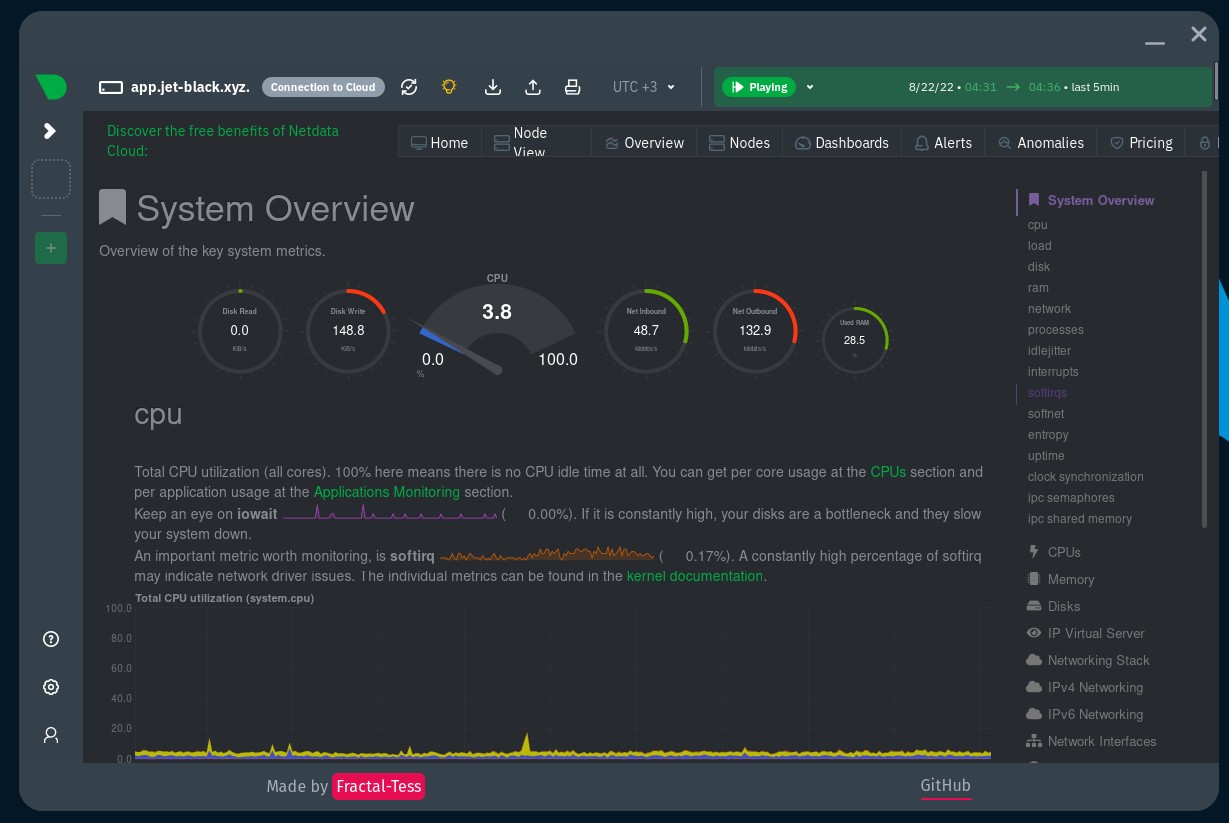 app.jet-black.xyz.
Connection to Cloud
UTC +3
Playing
8/22/22 • 04:31 → 04:36 • last 5min
Discover the free benefits of Netdata
Cloud:
Home
Node
View
Overview
Nodes
Dashboards
Alerts
Anomalies
Pricing
System Overview
Overview of the key system metrics.
Disk Read
0.0
KiB/s
Disk Write
148.8
KiB/s
CPU
3.8
0.0
100.0
%
Net Inbound
48.7
kilobits/s
Net Outbound
132.9
kilobits/s
Used RAM
28.5
%
cpu
Total CPU utilization (all cores). 100% here means there is no CPU idle time at all. You can get per core usage at the CPUs section and
per application usage at the Applications Monitoring section.
Keep an eye on iowait ( 0.00%). If it is constantly high, your disks are a bottleneck and they slow
your system down.
An important metric worth monitoring, is softirq ( 0.17%). A constantly high percentage of softirq
may indicate network driver issues. The individual metrics can be found in the kernel documentation.
Total CPU utilization (system.cpu)
100.0
80.0
60.0
40.0
20.0
0.0
System Overview
cpu
load
disk
ram
network
processes
idlejitter
interrupts
softirqs
softnet
entropy
uptime
clock synchronization
ipc semaphores
ipc shared memory
CPUs
Memory
Disks
IP Virtual Server
Networking Stack
IPv4 Networking
IPv6 Networking
Network Interfaces
Made by Fractal-Tess
GitHub